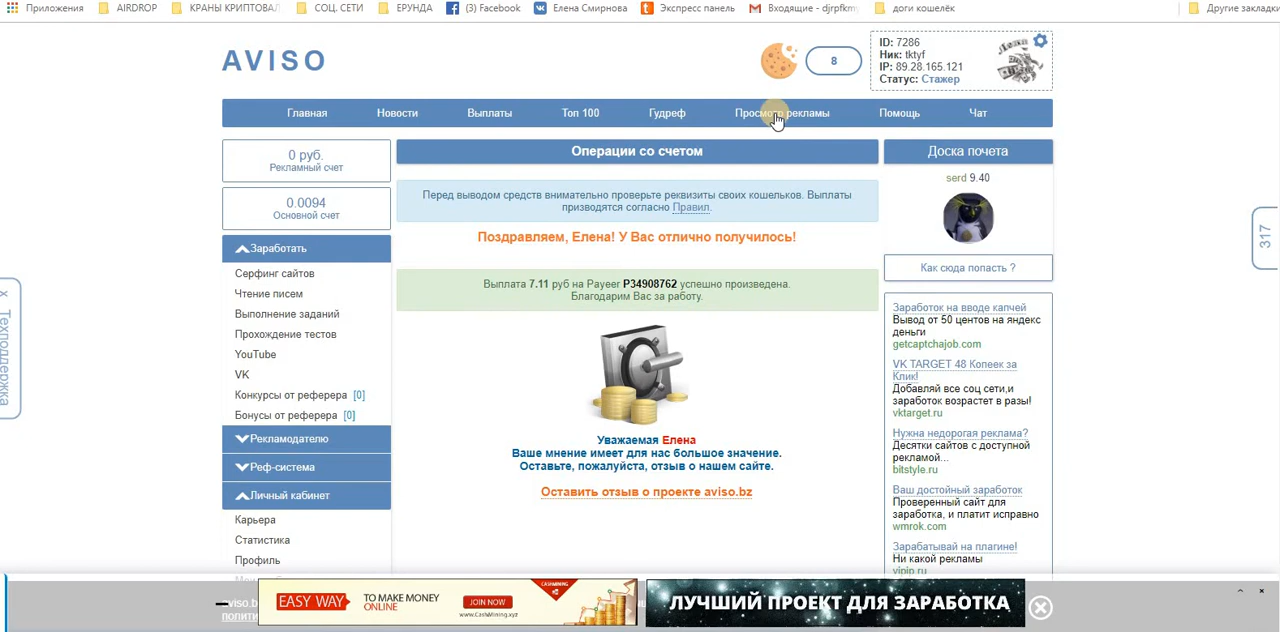 Приложения
AIRDROP
КРАНЫ КРИПТОВАЛ
СОЦ. СЕТИ
ЕРУНДА
(3) Facebook
Елена Смирнова
Экспресс панель
Входящие - djrpfkmy
доги кошелёк
Другие закладки
AVISO
8
ID: 7286
Ник: tktyf
IP: 89.28.165.121
Статус: Стажер
Главная
Новости
Выплаты
Топ 100
Гудреф
Просмотр рекламы
Помощь
Чат
0 руб.
Рекламный счет
0.0094
Основной счет
Заработать
Серфинг сайтов
Чтение писем
Выполнение заданий
Прохождение тестов
YouTube
VK
Конкурсы от реферера [0]
Бонусы от реферера [0]
Рекламодателю
Реф-система
Личный кабинет
Карьера
Статистика
Профиль
x Техподдержка
Операции со счетом
Перед выводом средств внимательно проверьте реквизиты своих кошельков. Выплаты
призводятся согласно Правил.
Поздравляем, Елена! У Вас отлично получилось!
Выплата 7.11 руб на Payeer P34908762 успешно произведена.
Благодарим Вас за работу.
Уважаемая Елена
Ваше мнение имеет для нас большое значение.
Оставьте, пожалуйста, отзыв о нашем сайте.
Оставить отзыв о проекте aviso.bz
Доска почета
serd 9.40
Как сюда попасть ?
Заработок на вводе капчей
Вывод от 50 центов на яндекс
деньги
getcaptchajob.com
VK TARGET 48 Копеек за
Клик!
Добавляй все соц сети,и
заработок возрастет в разы!
vktarget.ru
Нужна недорогая реклама?
Десятки сайтов с доступной
рекламой...
bitstyle.ru
Ваш достойный заработок
Проверенный сайт для
заработка, и платит исправно
wmrok.com
Зарабатывай на плагине!
Ни какой рекламы
vipip.ru
317
EASY WAY
TO MAKE MONEY
ONLINE
JOIN NOW
www.CashMining.xyz
CASHMINING
ЛУЧШИЙ ПРОЕКТ ДЛЯ ЗАРАБОТКА